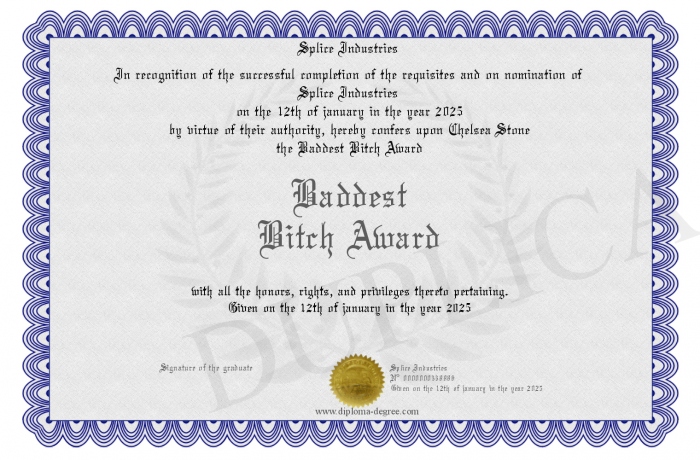 Splice Industries
In recognition of the successful completion of the requisites and on nomination of
Splice Industries
on the 12th of january in the year 2025
by virtue of their authority, hereby confers upon Chelsea Stone
the Baddest Bitch Award
Baddest
Bitch Award
with all the honors, rights, and privileges thereto pertaining.
Given on the 12th of january in the year 2025
Signature of the graduate
Splice Industries
Given on the 12th of january in the year 2025
www.diploma-degree.com
DUPLICA